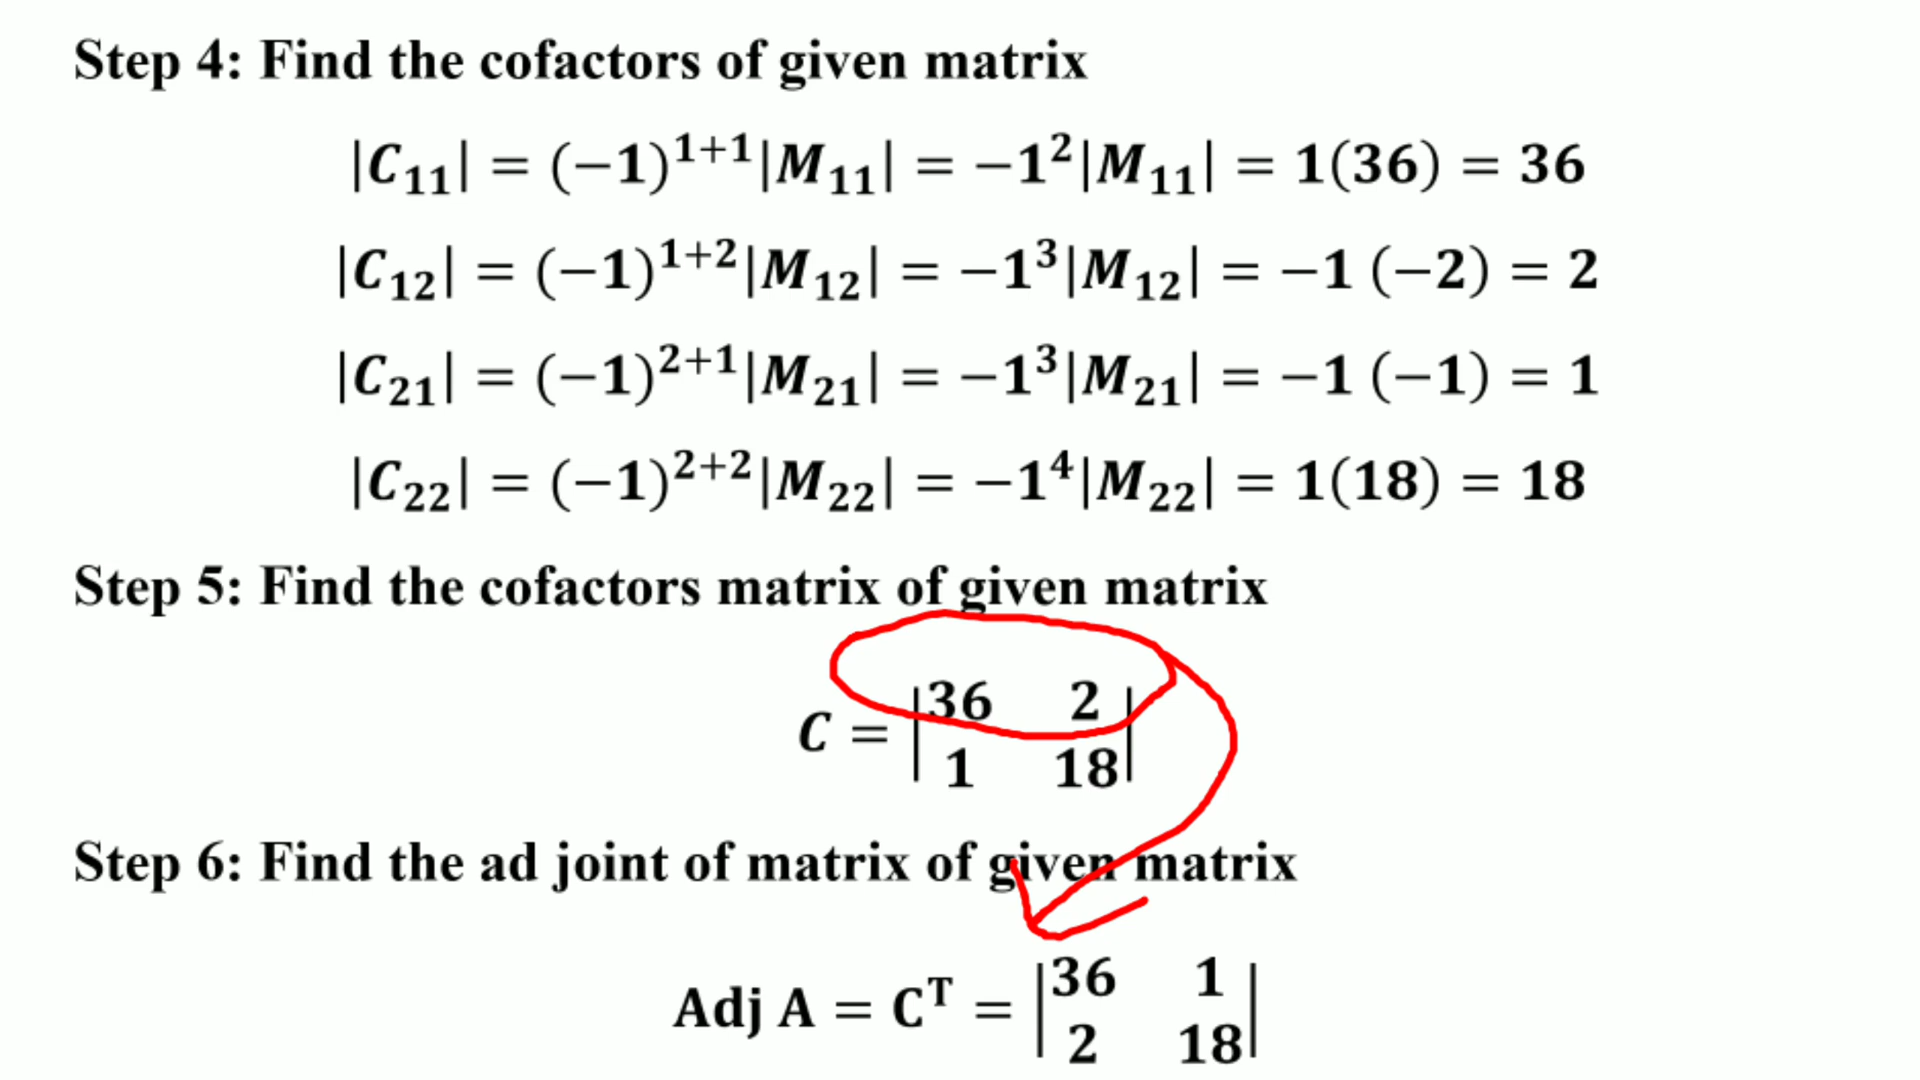 Step 4: Find the cofactors of given matrix
|C₁₁| = (−1)¹⁺¹|M₁₁| = −1²|M₁₁| = 1(36) = 36
|C₁₂| = (−1)¹⁺²|M₁₂| = −1³|M₁₂| = −1 (−2) = 2
|C₂₁| = (−1)²⁺¹|M₂₁| = −1³|M₂₁| = −1 (−1) = 1
|C₂₂| = (−1)²⁺²|M₂₂| = −1⁴|M₂₂| = 1(18) = 18
Step 5: Find the cofactors matrix of given matrix
C = |36 2|
|1 18|
Step 6: Find the ad joint of matrix of given matrix
Adj A = Cᵀ = |36 1|
|2 18|